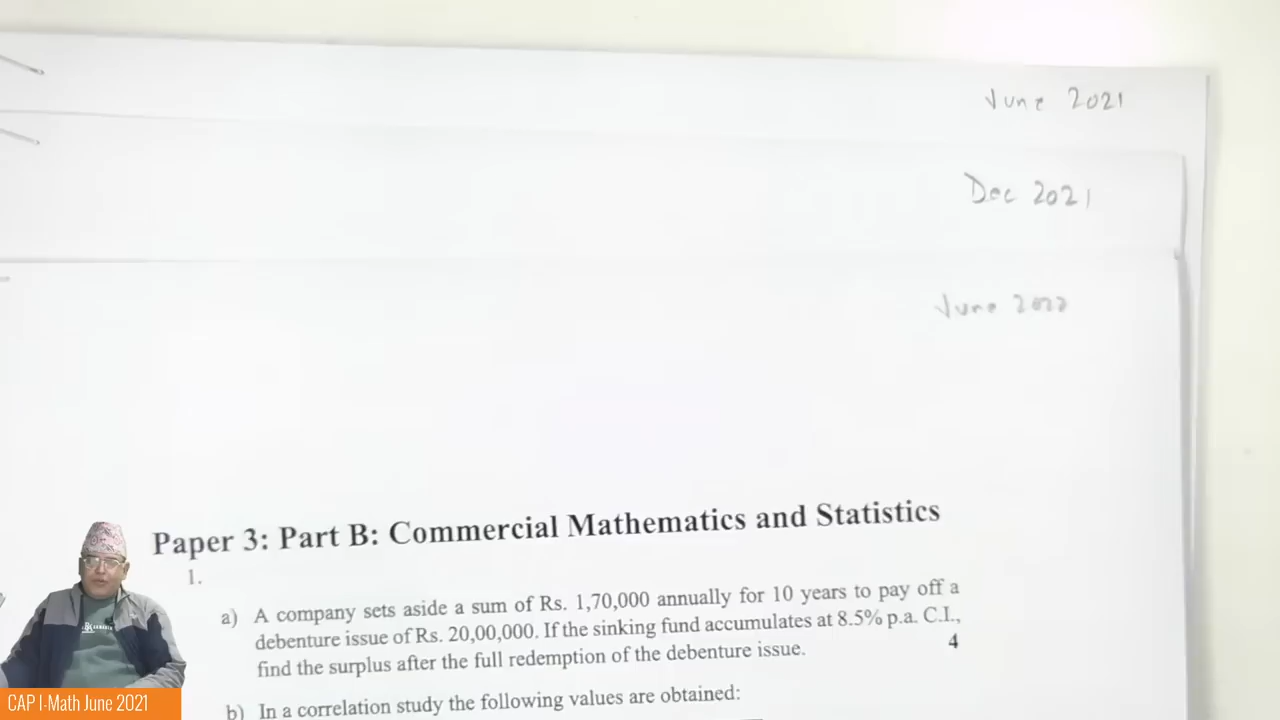 June 2021
Dec 2021
June 2022
Paper 3: Part B: Commercial Mathematics and Statistics
1.
a) A company sets aside a sum of Rs. 1,70,000 annually for 10 years to pay off a
debenture issue of Rs. 20,00,000. If the sinking fund accumulates at 8.5% p.a. C.I.,
find the surplus after the full redemption of the debenture issue. 4
b) In a correlation study the following values are obtained:
CAP I-Math June 2021